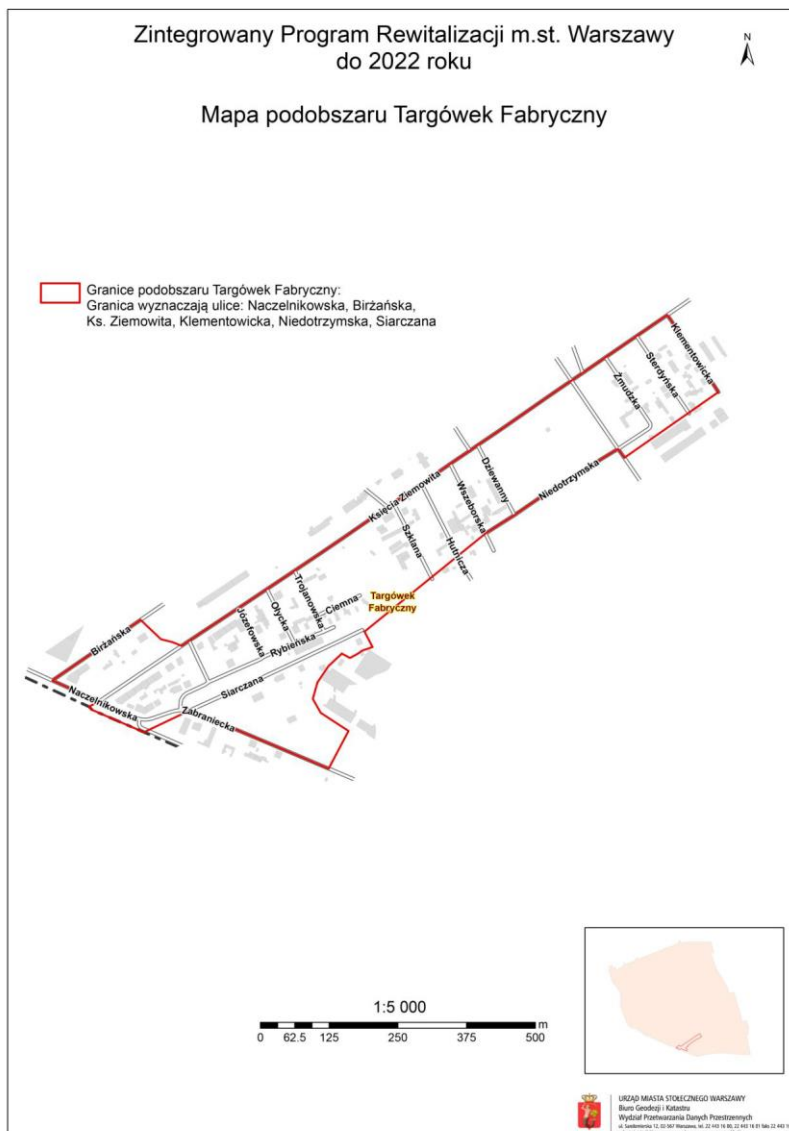 Zintegrowany Program Rewitalizacji m.st. Warszawy
do 2022 roku
N
Mapa podobszaru Targówek Fabryczny
Granice podobszaru Targówek Fabryczny:
Granica wyznaczają ulice: Naczelnikowska, Birżańska,
Ks. Ziemowita, Klementowicka, Niedotrzymska, Siarczana
Klementowicka
Sterdyńska
Żmudzka
Niedotrzymska
Dziewanny
Wszeborska
Księcia Ziemowita
Hutnicza
Szklana
Targówek
Fabryczny
Ciemna
Trojanowska
Ołycka
Józefowska
Rybieńska
Birżańska
Siarczana
Naczelnikowska
Zabraniecka
1:5 000
m
0 62.5 125 250 375 500
URZĄD MIASTA STOŁECZNEGO WARSZAWY
Biuro Geodezji i Katastru
Wydział Przetwarzania Danych Przestrzennych